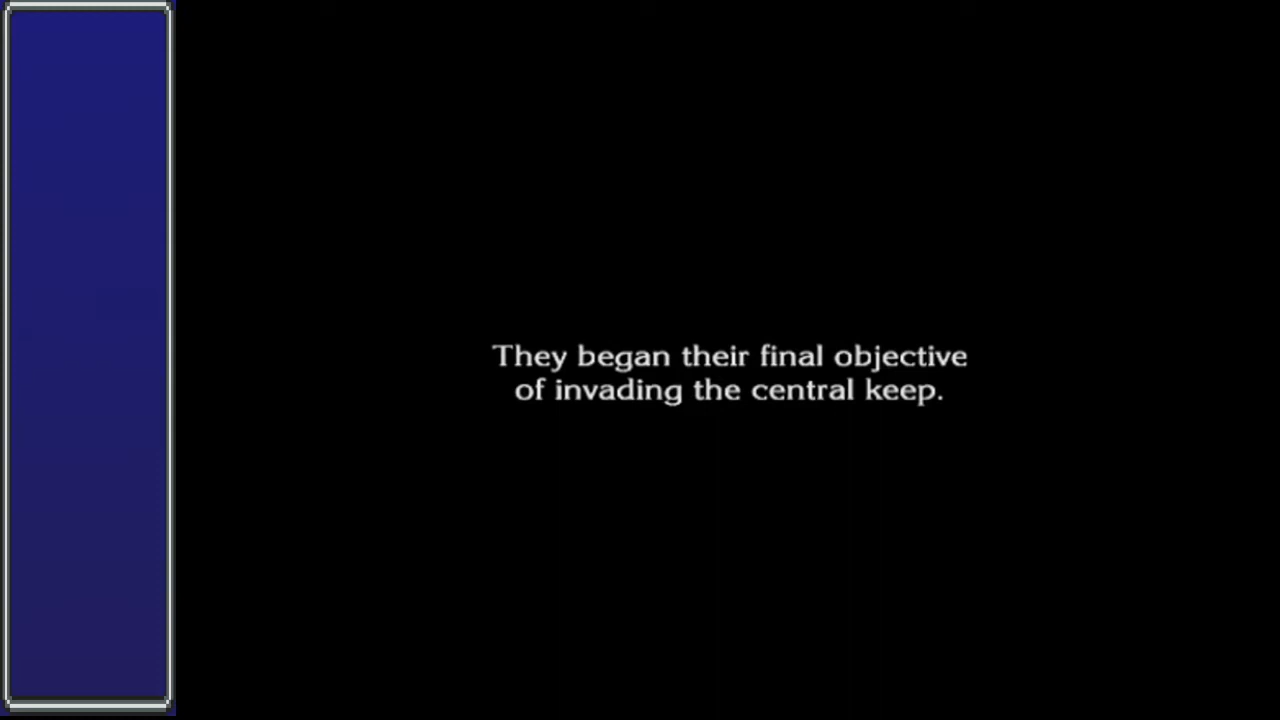 They began their final objective
of invading the central keep.